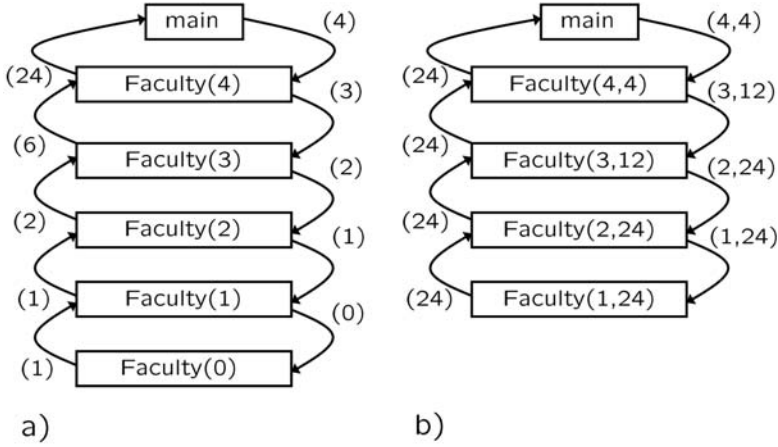 main
(4)
(24)
Faculty(4)
(3)
(6)
Faculty(3)
(2)
(2)
Faculty(2)
(1)
(1)
Faculty(1)
(0)
(1)
Faculty(0)
a)
main
(4,4)
(24)
Faculty(4,4)
(3,12)
(24)
Faculty(3,12)
(2,24)
(24)
Faculty(2,24)
(1,24)
(24)
Faculty(1,24)
b)